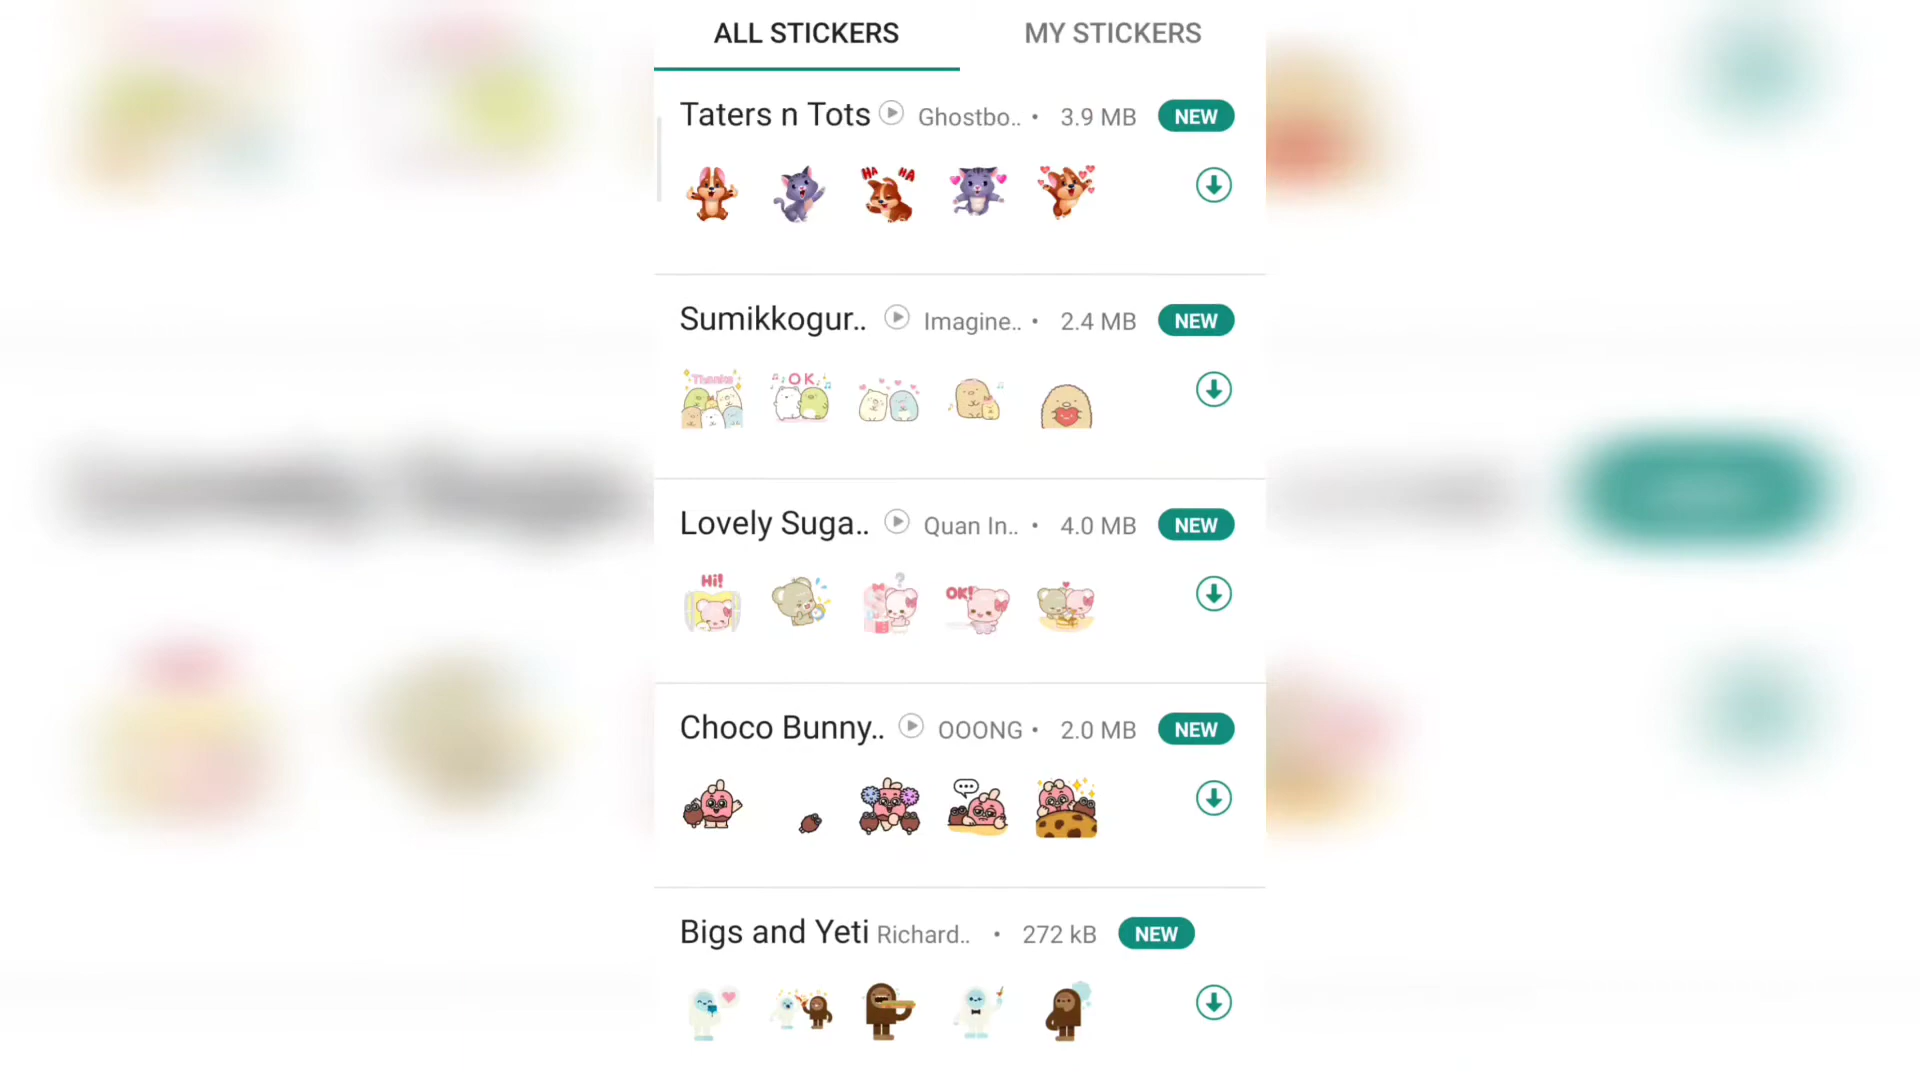 ALL STICKERS MY STICKERS
Taters n Tots Ghostbo.. • 3.9 MB NEW
HA HA
Sumikkogur.. Imagine.. • 2.4 MB NEW
Thanks OK
Lovely Suga.. Quan In.. • 4.0 MB NEW
Hi! ? OK!
Choco Bunny.. OOONG • 2.0 MB NEW
Bigs and Yeti Richard.. • 272 kB NEW